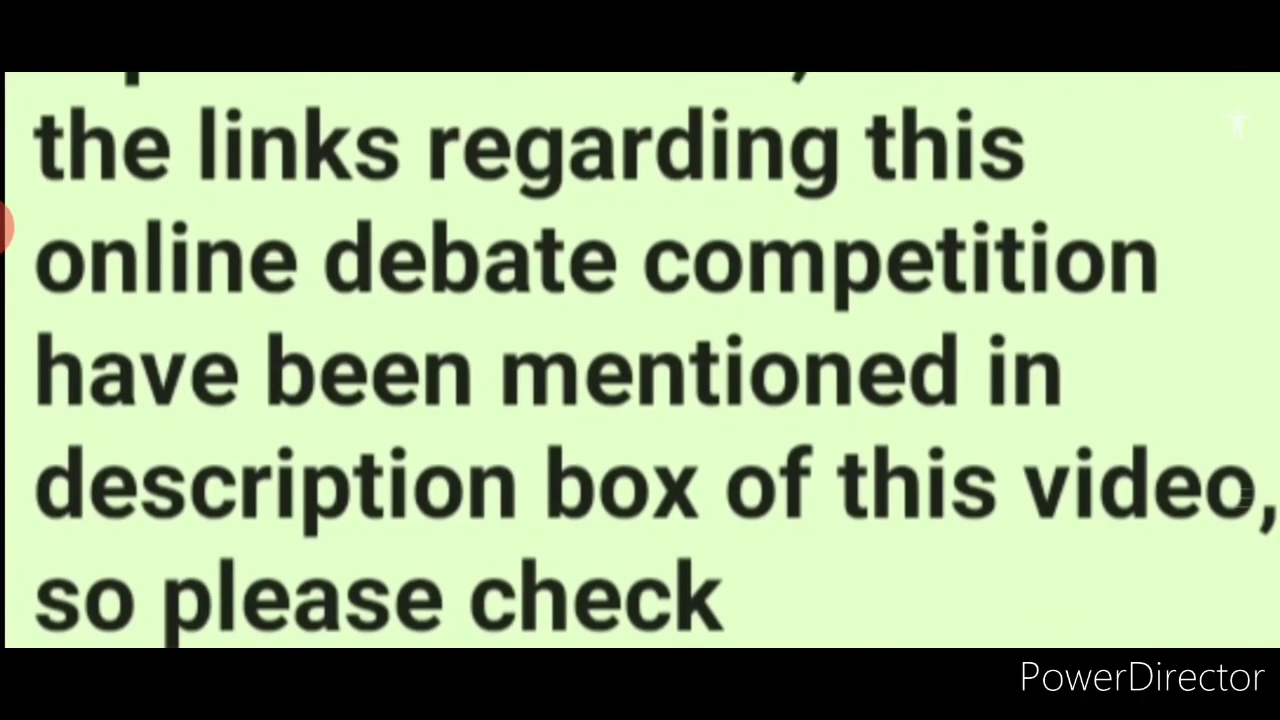 the links regarding this
online debate competition
have been mentioned in
description box of this video,
so please check
PowerDirector